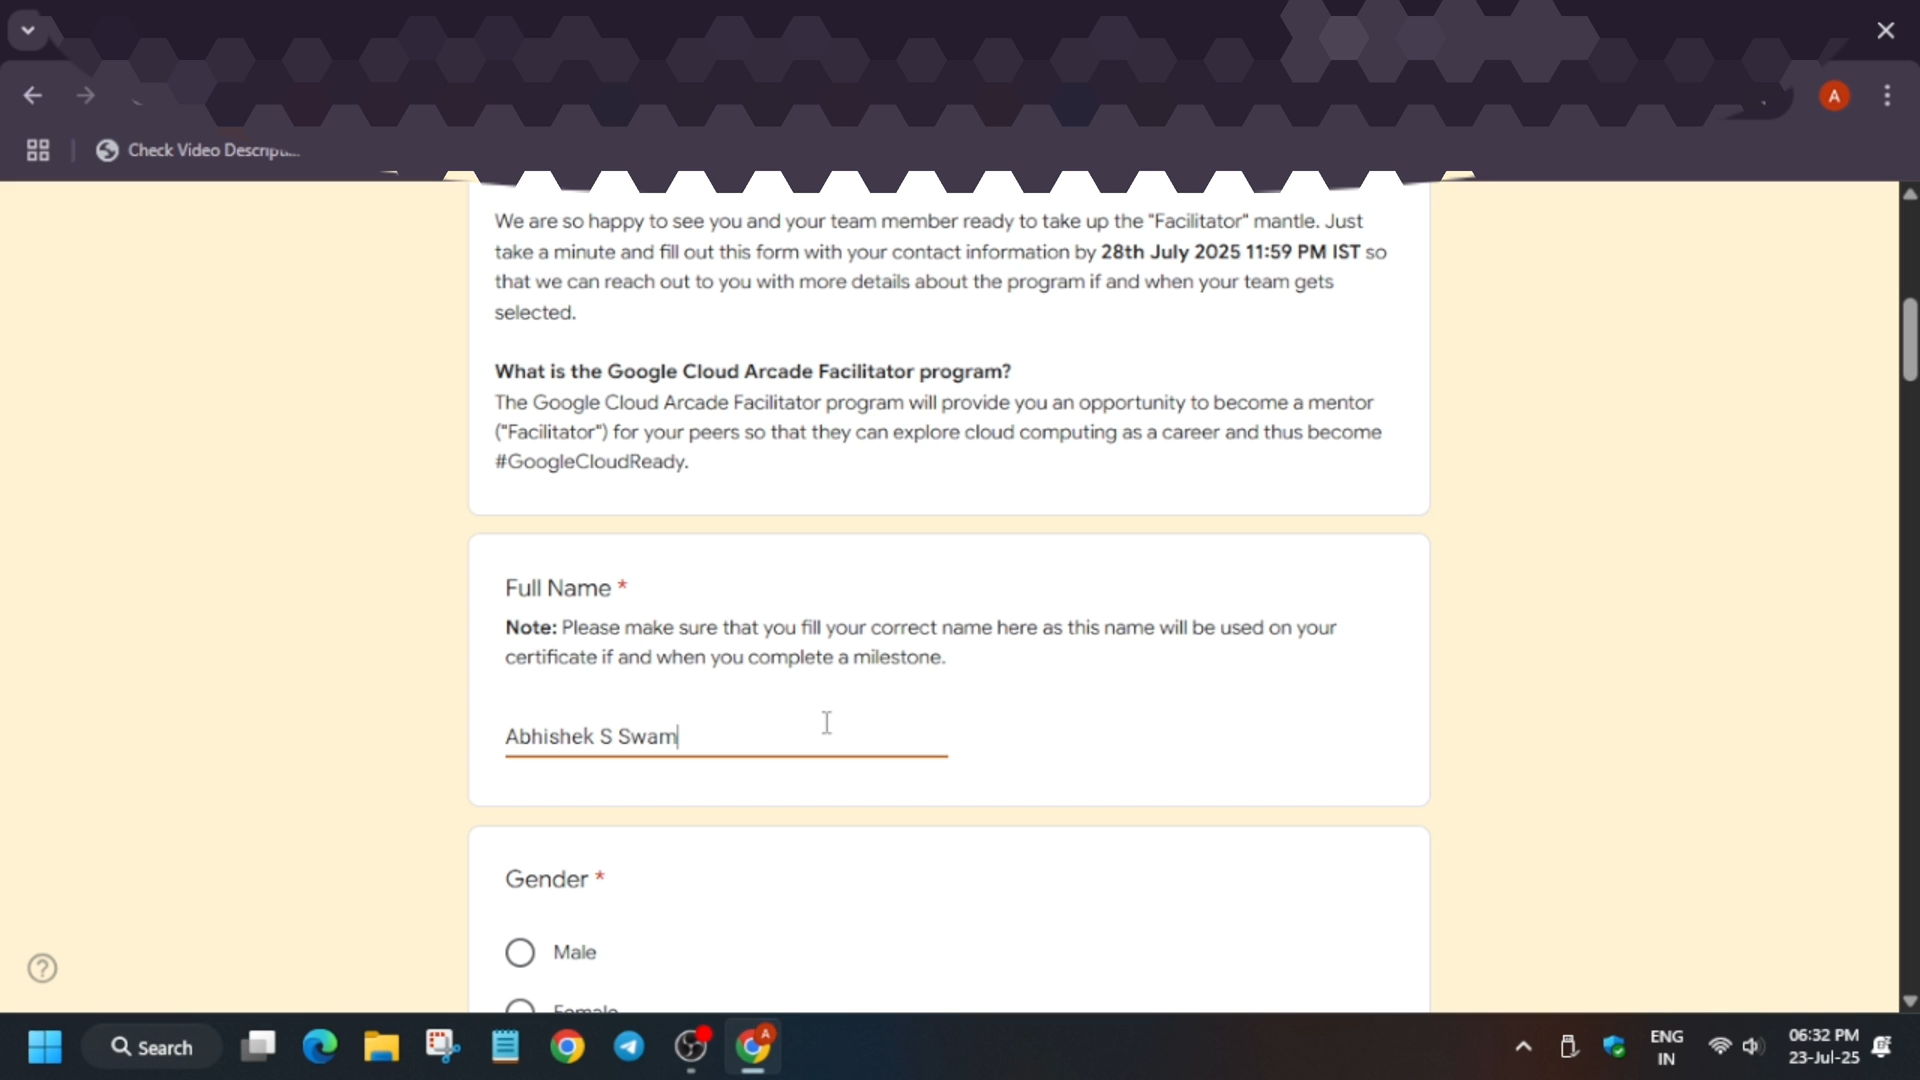 A
Check Video Descript...
We are so happy to see you and your team member ready to take up the "Facilitator" mantle. Just
take a minute and fill out this form with your contact information by 28th July 2025 11:59 PM IST so
that we can reach out to you with more details about the program if and when your team gets
selected.
What is the Google Cloud Arcade Facilitator program?
The Google Cloud Arcade Facilitator program will provide you an opportunity to become a mentor
("Facilitator") for your peers so that they can explore cloud computing as a career and thus become
#GoogleCloudReady.
Full Name *
Note: Please make sure that you fill your correct name here as this name will be used on your
certificate if and when you complete a milestone.
Abhishek S Swam
Gender *
Male
Female
Search
A
ENG
IN
06:32 PM
23-Jul-25